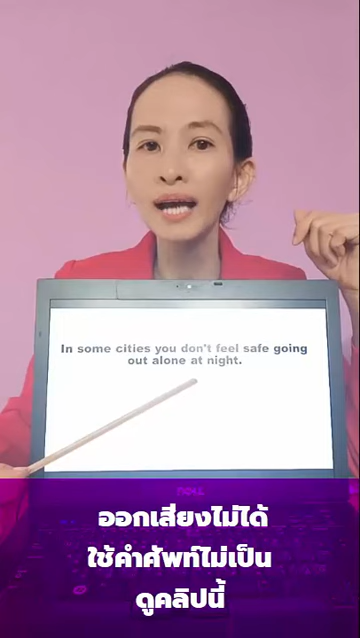 In some cities you don't feel safe going
out alone at night.
DELL
ออกเสียงไม่ได้
ใช้คำศัพท์ไม่เป็น
ดูคลิปนี้